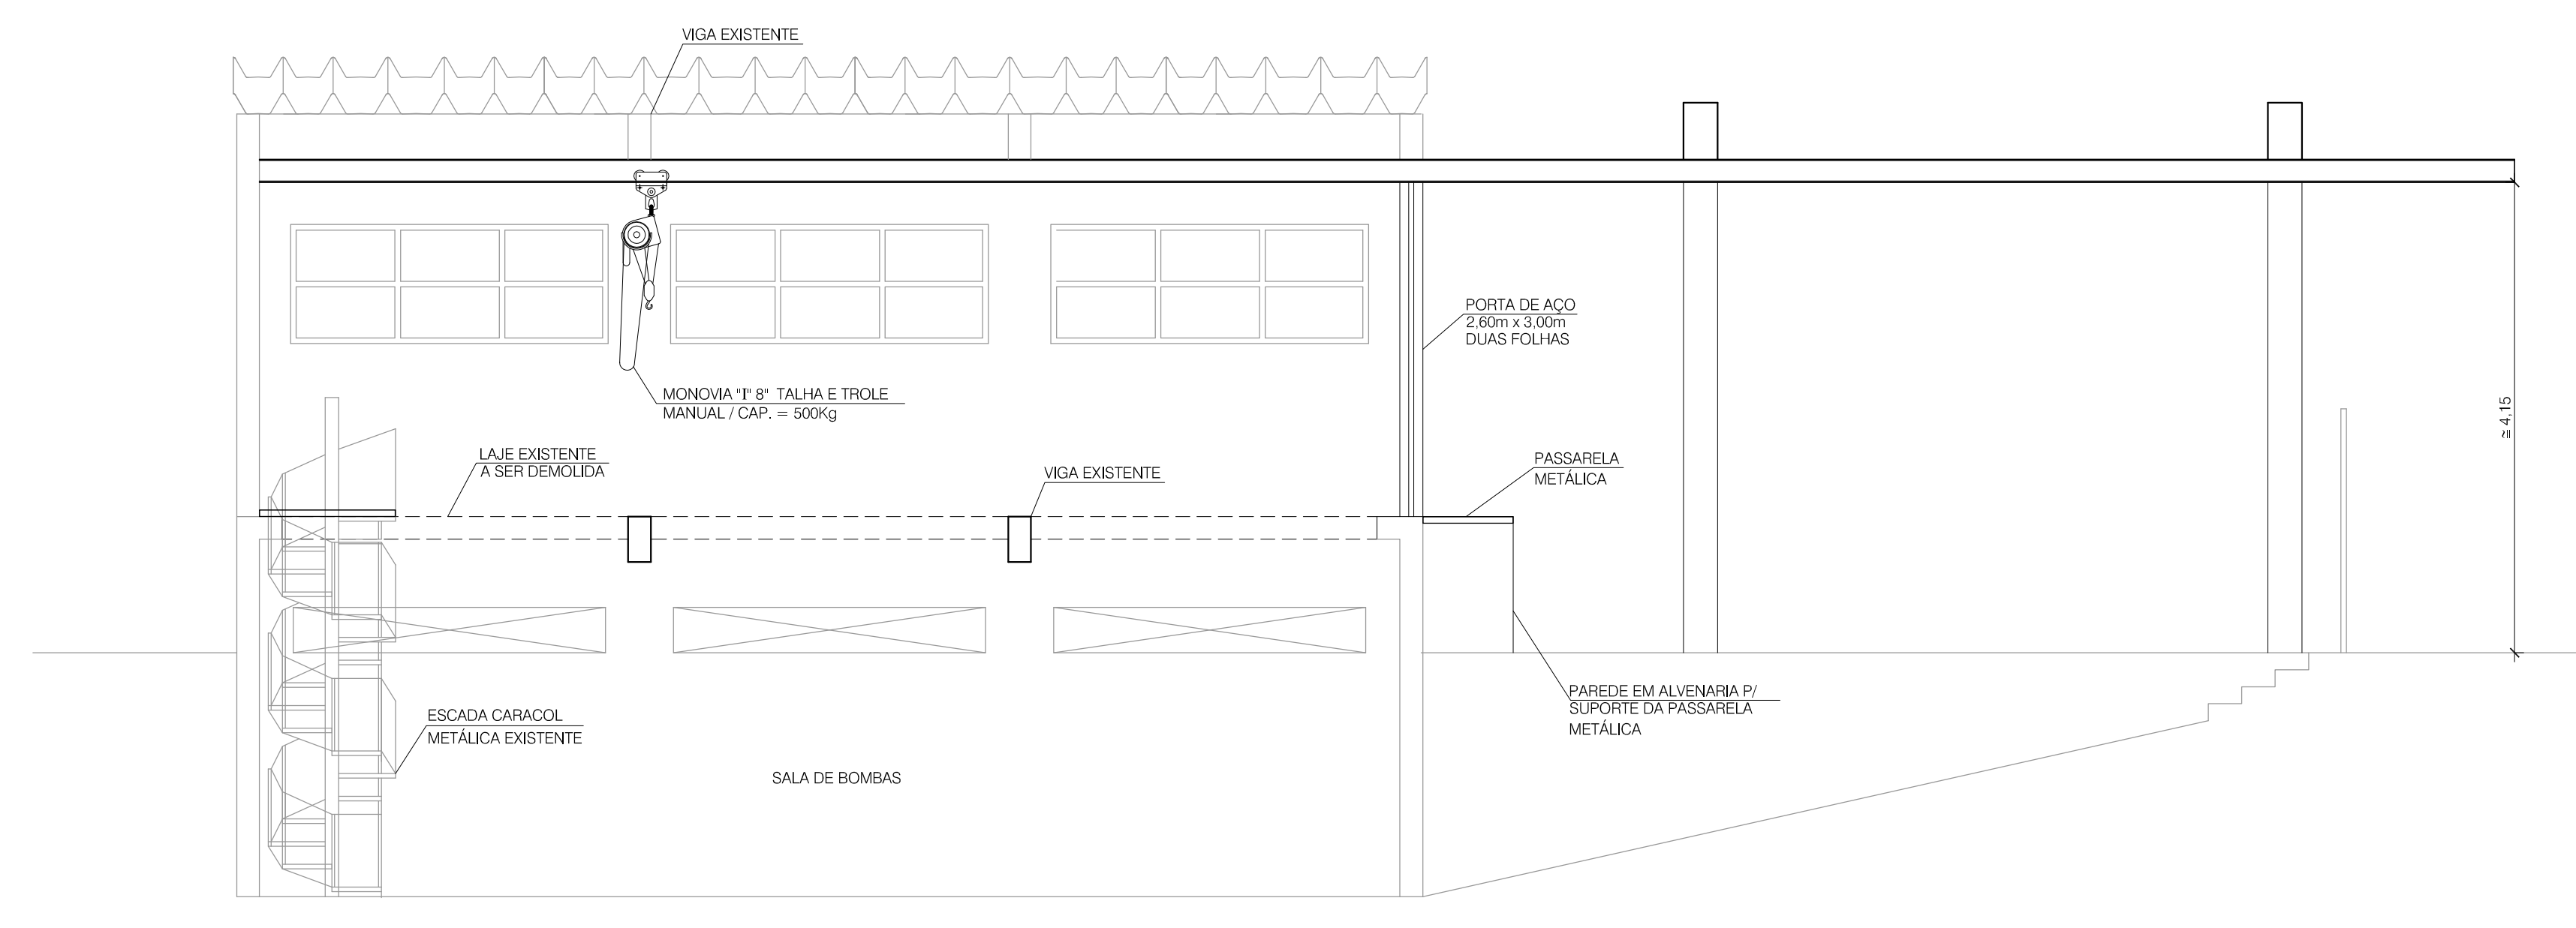 VIGA EXISTENTE
PORTA DE AÇO
2,60m x 3,00m
DUAS FOLHAS
MONOVIA "I" 8" TALHA E TROLE
MANUAL / CAP. = 500Kg
≃ 4,15
LAJE EXISTENTE
A SER DEMOLIDA
VIGA EXISTENTE
PASSARELA
METÁLICA
PAREDE EM ALVENARIA P/
SUPORTE DA PASSARELA
METÁLICA
ESCADA CARACOL
METÁLICA EXISTENTE
SALA DE BOMBAS